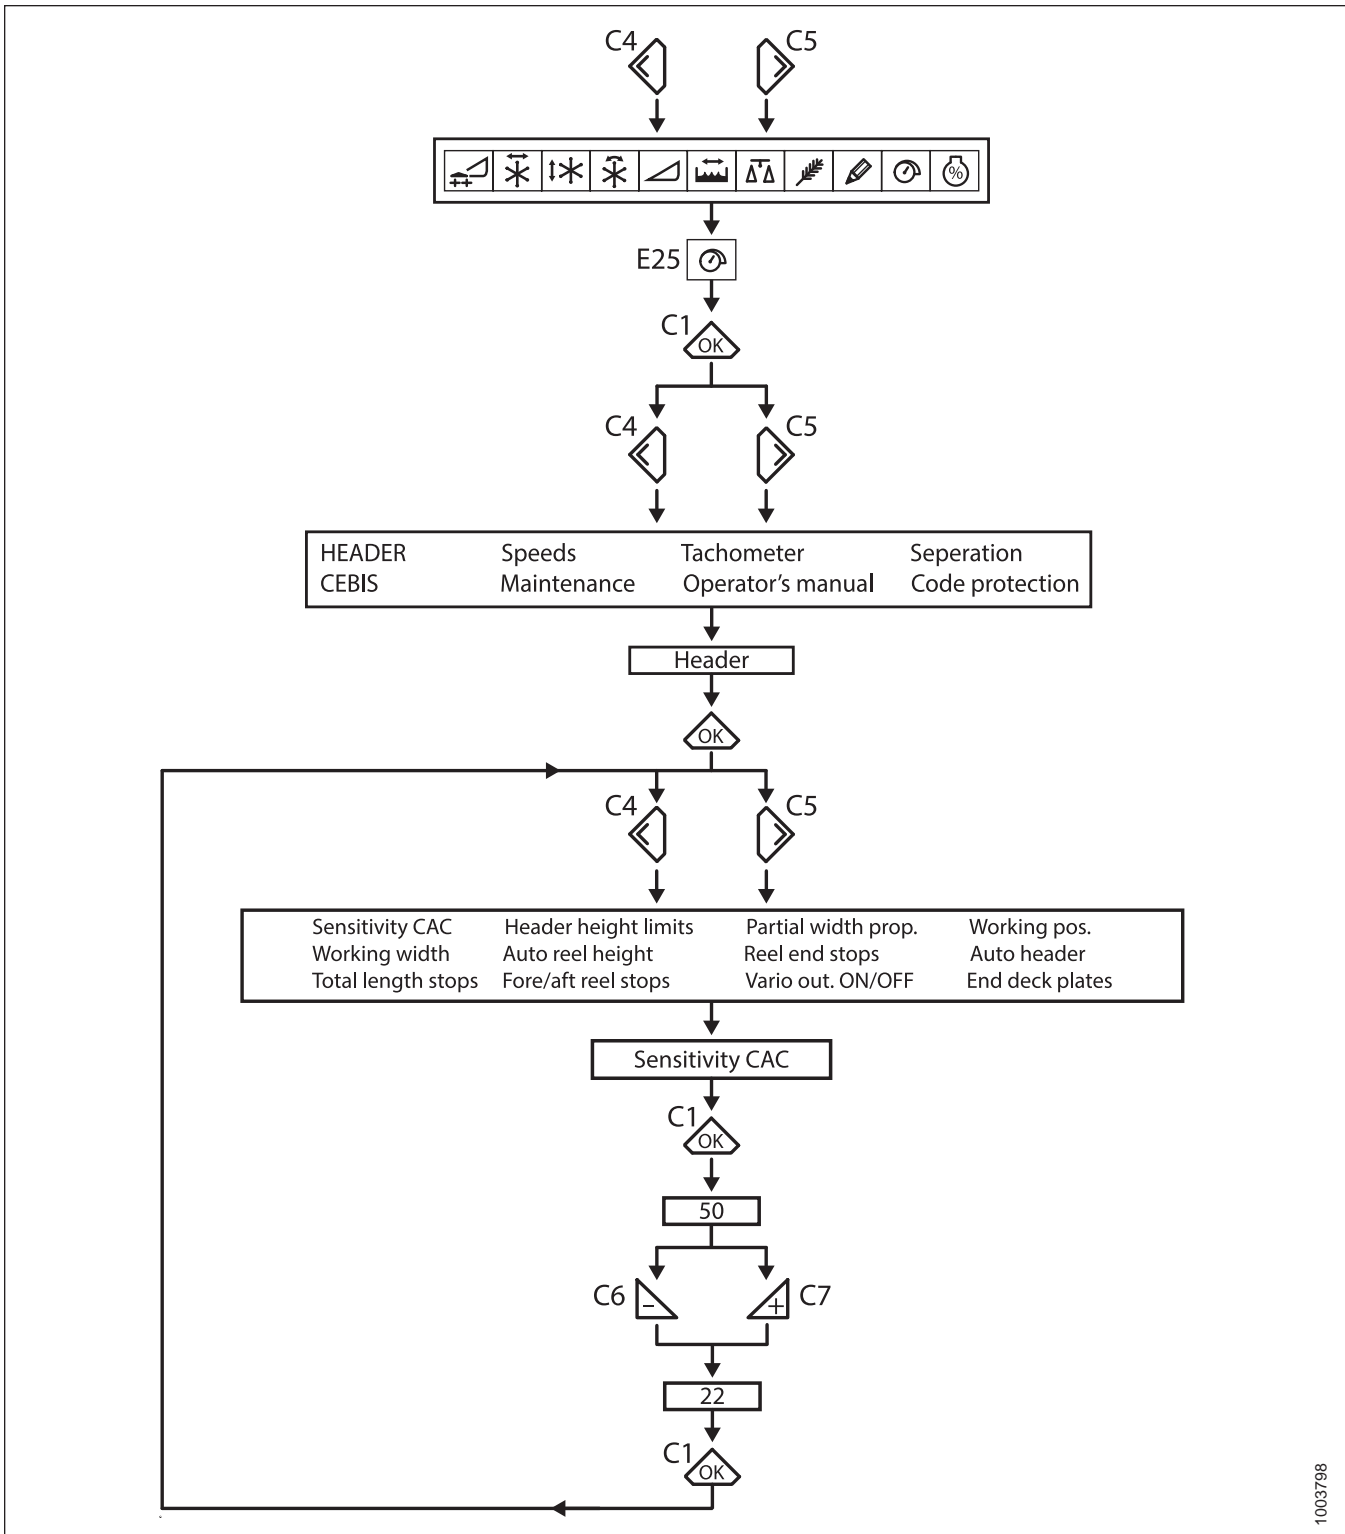 C4 C5
%
E25
C1
OK
C4 C5
HEADER Speeds Tachometer Seperation
CEBIS Maintenance Operator’s manual Code protection
Header
OK
C4 C5
Sensitivity CAC Header height limits Partial width prop. Working pos.
Working width Auto reel height Reel end stops Auto header
Total length stops Fore/aft reel stops Vario out. ON/OFF End deck plates
Sensitivity CAC
C1
OK
50
C6 - + C7
22
C1
OK
1003798